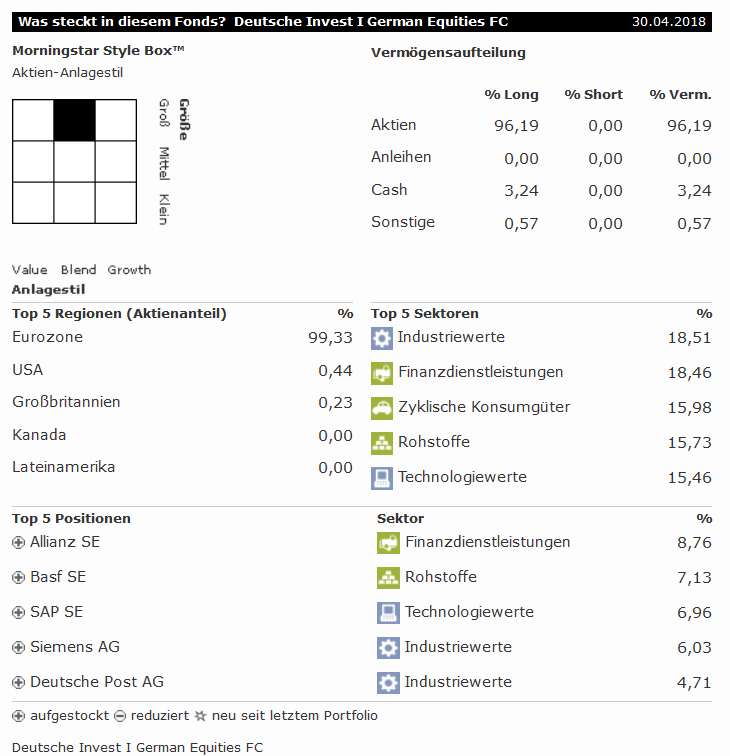 Was steckt in diesem Fonds? Deutsche Invest I German Equities FC 30.04.2018
Morningstar Style Box™
Aktien-Anlagestil
Größe
Groß Mittel Klein
Value Blend Growth
Anlagestil
Vermögensaufteilung
% Long % Short % Verm.
Aktien 96,19 0,00 96,19
Anleihen 0,00 0,00 0,00
Cash 3,24 0,00 3,24
Sonstige 0,57 0,00 0,57
Top 5 Regionen (Aktienanteil) %
Eurozone 99,33
USA 0,44
Großbritannien 0,23
Kanada 0,00
Lateinamerika 0,00
Top 5 Sektoren %
Industriewerte 18,51
Finanzdienstleistungen 18,46
Zyklische Konsumgüter 15,98
Rohstoffe 15,73
Technologiewerte 15,46
Top 5 Positionen Sektor %
Allianz SE Finanzdienstleistungen 8,76
Basf SE Rohstoffe 7,13
SAP SE Technologiewerte 6,96
Siemens AG Industriewerte 6,03
Deutsche Post AG Industriewerte 4,71
aufgestockt reduziert neu seit letztem Portfolio
Deutsche Invest I German Equities FC